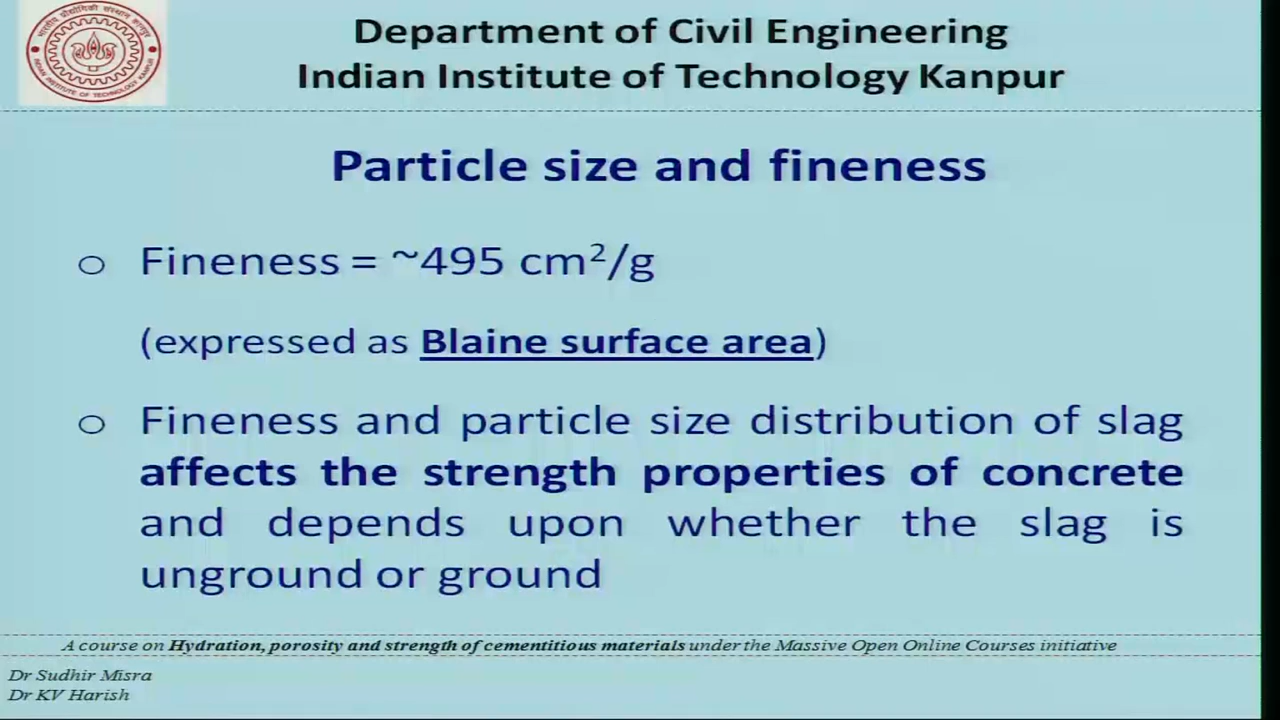 Department of Civil Engineering
Indian Institute of Technology Kanpur
Particle size and fineness
o Fineness = ~495 cm²/g
(expressed as Blaine surface area)
o Fineness and particle size distribution of slag
affects the strength properties of concrete
and depends upon whether the slag is
unground or ground
A course on Hydration, porosity and strength of cementitious materials under the Massive Open Online Courses initiative
Dr Sudhir Misra
Dr KV Harish